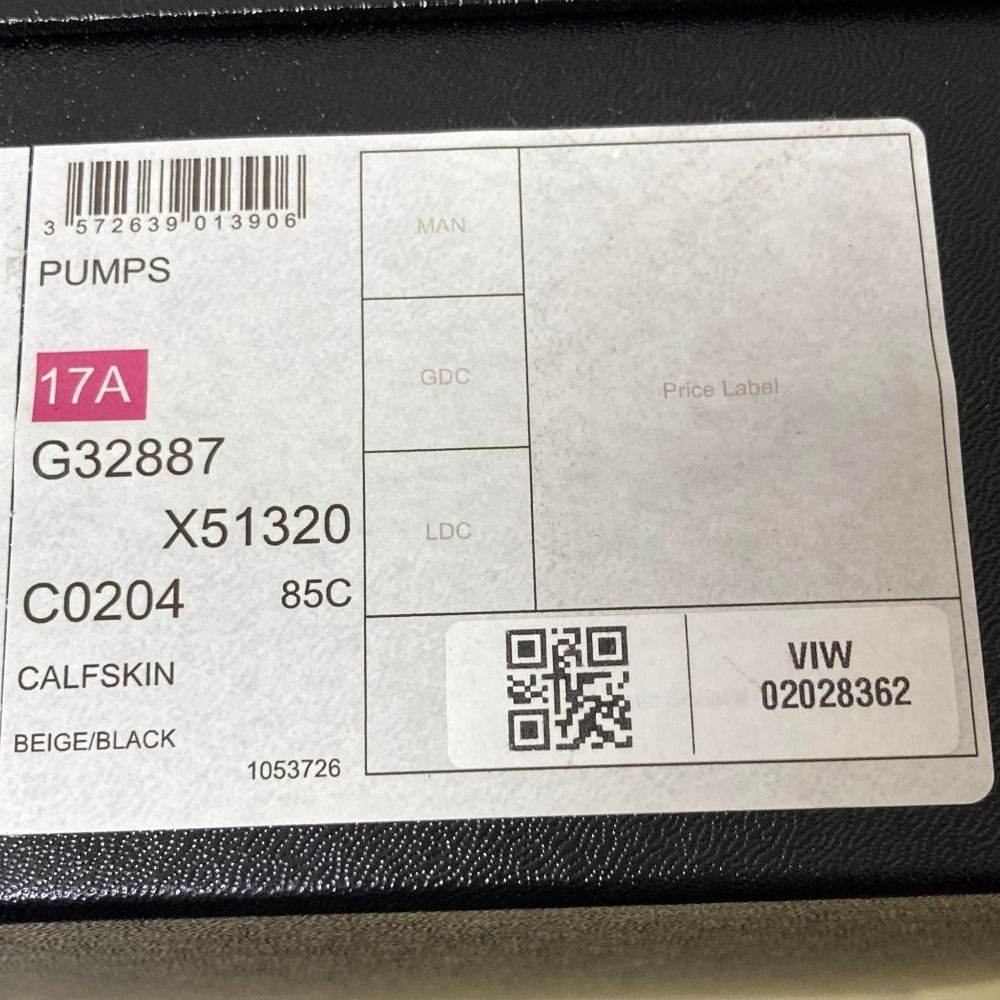 3 572639 013906
PUMPS
17A
G32887
X51320
C0204 85C
CALFSKIN
BEIGE/BLACK
1053726
MAN
GDC
LDC
Price Label
VIW
02028362